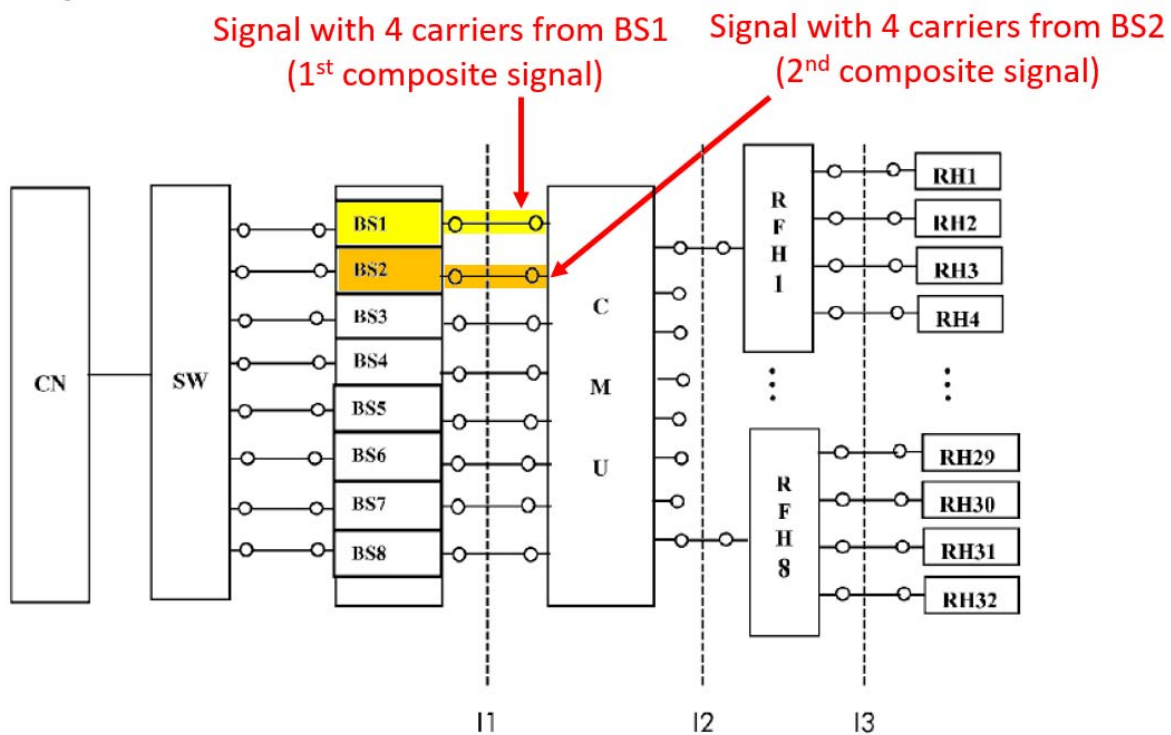 Signal with 4 carriers from BS1
(1st composite signal)
Signal with 4 carriers from BS2
(2nd composite signal)
CN
SW
BS1
BS2
BS3
BS4
BS5
BS6
BS7
BS8
C
M
U
R
F
H
1
RH1
RH2
RH3
RH4
R
F
H
8
RH29
RH30
RH31
RH32
I1
I2
I3